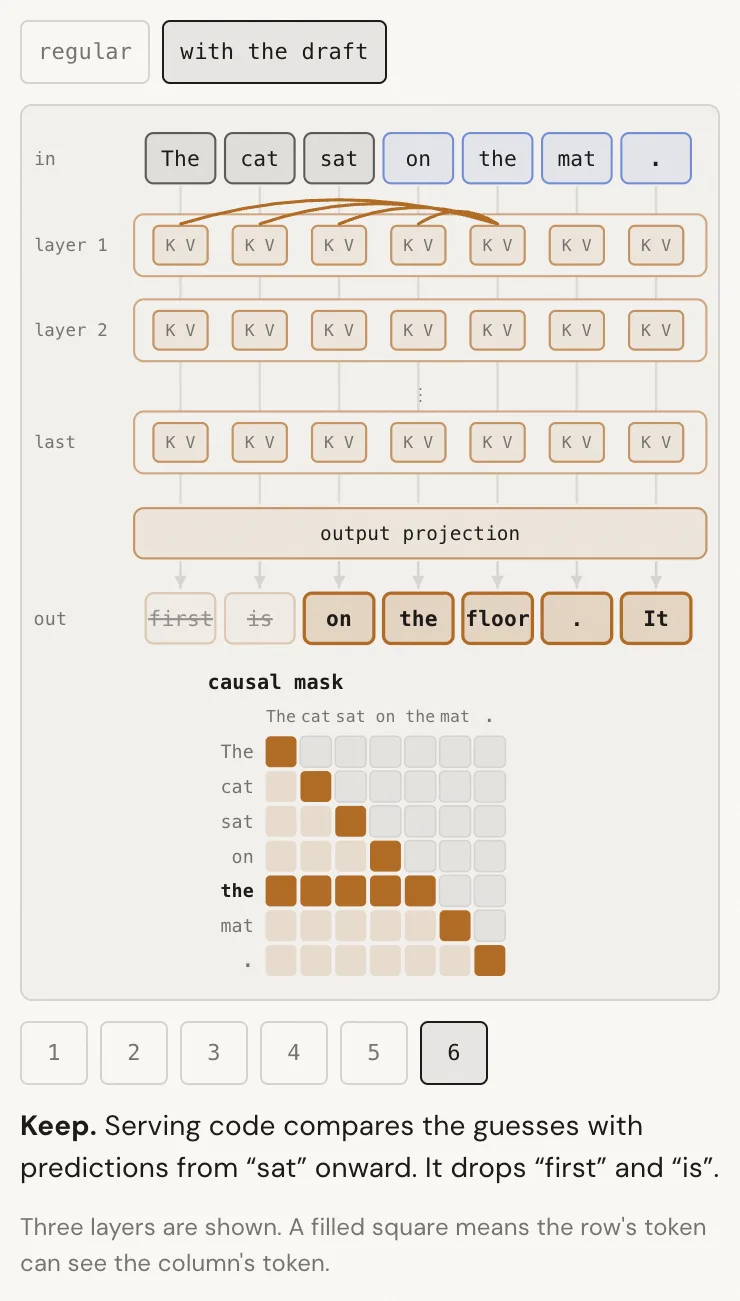 regular with the draft
in The cat sat on the mat .
layer 1 K V K V K V K V K V K V K V
layer 2 K V K V K V K V K V K V K V
⋮
last K V K V K V K V K V K V K V
output projection
out first is on the floor . It
causal mask
The cat sat on the mat .
The
cat
sat
on
the
mat
.
1 2 3 4 5 6
Keep. Serving code compares the guesses with
predictions from “sat” onward. It drops “first” and “is”.
Three layers are shown. A filled square means the row's token
can see the column's token.